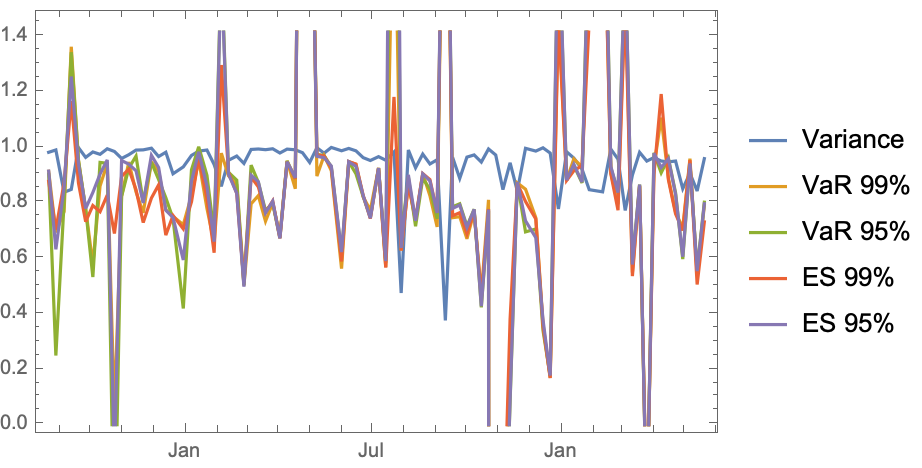 1.4
1.2
1.0
0.8
0.6
0.4
0.2
0.0
Jan Jul Jan
Variance
VaR 99%
VaR 95%
ES 99%
ES 95%